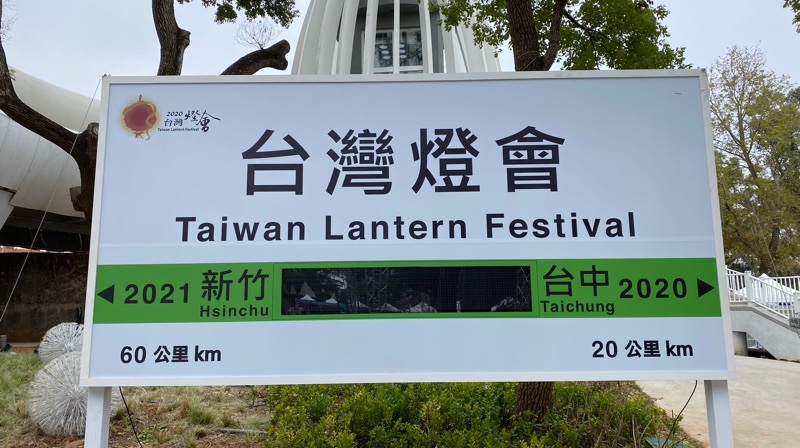 2020
台灣燈會
Taiwan Lantern Festival
台灣燈會
Taiwan Lantern Festival
◀ 2021 新竹 Hsinchu
台中 Taichung 2020 ▶
60 公里 km
20 公里 km